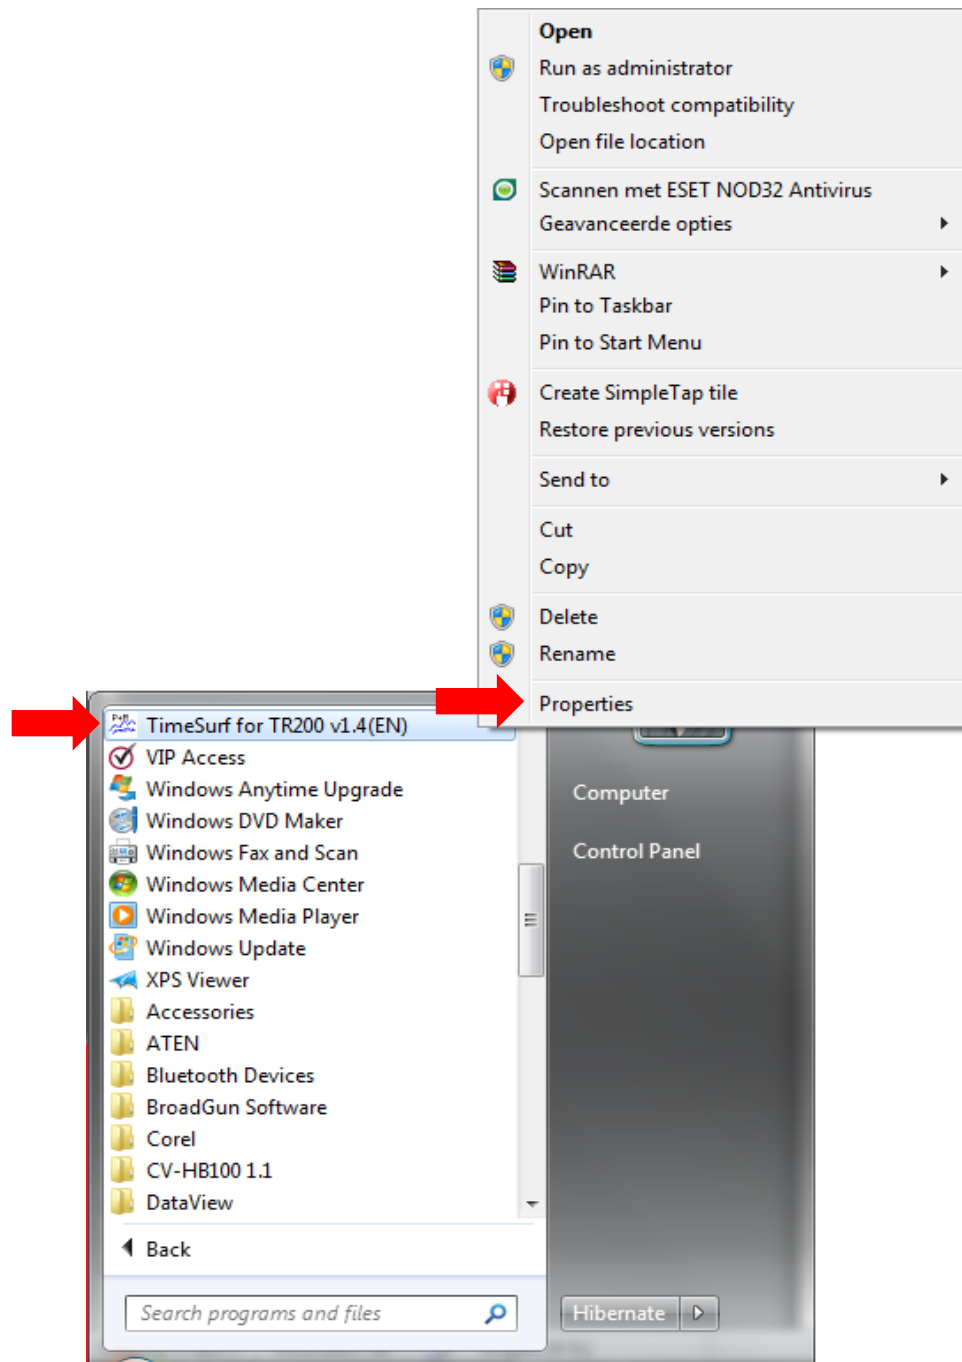 Open
Run as administrator
Troubleshoot compatibility
Open file location
Scannen met ESET NOD32 Antivirus
Geavanceerde opties
WinRAR
Pin to Taskbar
Pin to Start Menu
Create SimpleTap tile
Restore previous versions
Send to
Cut
Copy
Delete
Rename
Properties
TimeSurf for TR200 v1.4(EN)
VIP Access
Windows Anytime Upgrade
Windows DVD Maker
Windows Fax and Scan
Windows Media Center
Windows Media Player
Windows Update
XPS Viewer
Accessories
ATEN
Bluetooth Devices
BroadGun Software
Corel
CV-HB100 1.1
DataView
Back
Search programs and files
Computer
Control Panel
Hibernate